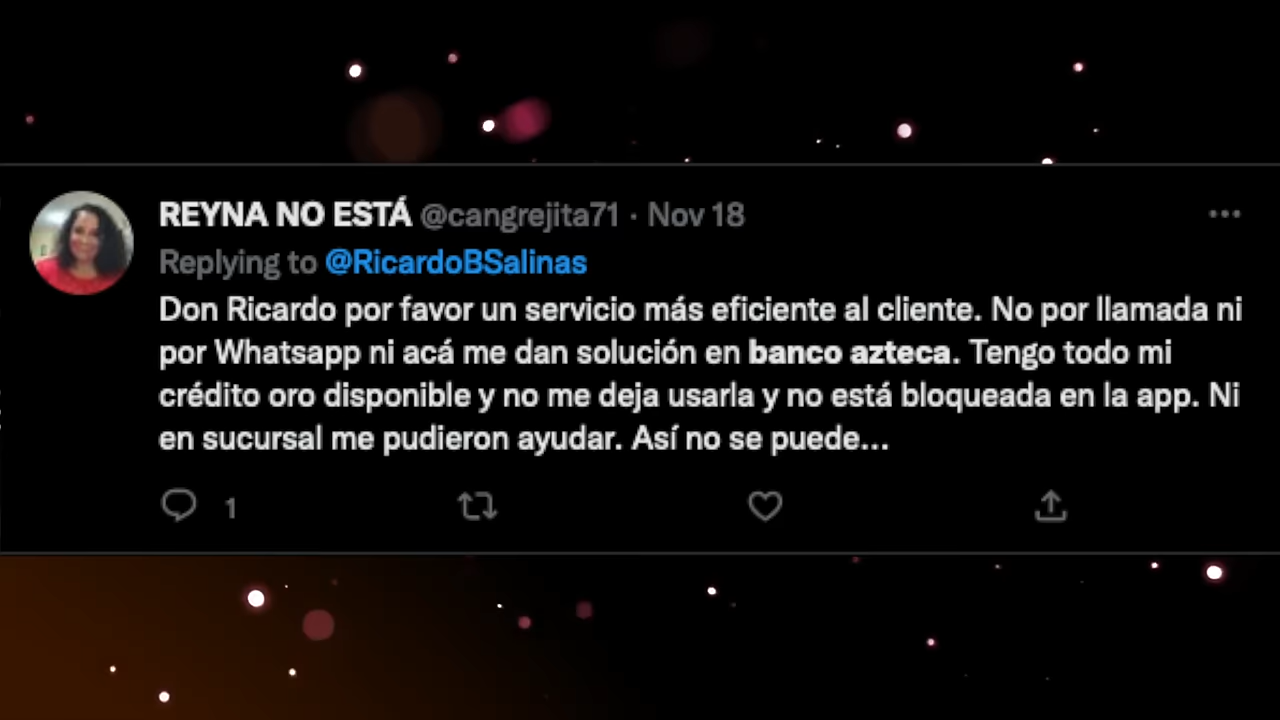 REYNA NO ESTÁ @cangrejita71 · Nov 18
Replying to @RicardoBSalinas
Don Ricardo por favor un servicio más eficiente al cliente. No por llamada ni
por Whatsapp ni acá me dan solución en banco azteca. Tengo todo mi
crédito oro disponible y no me deja usarla y no está bloqueada en la app. Ni
en sucursal me pudieron ayudar. Así no se puede...
1